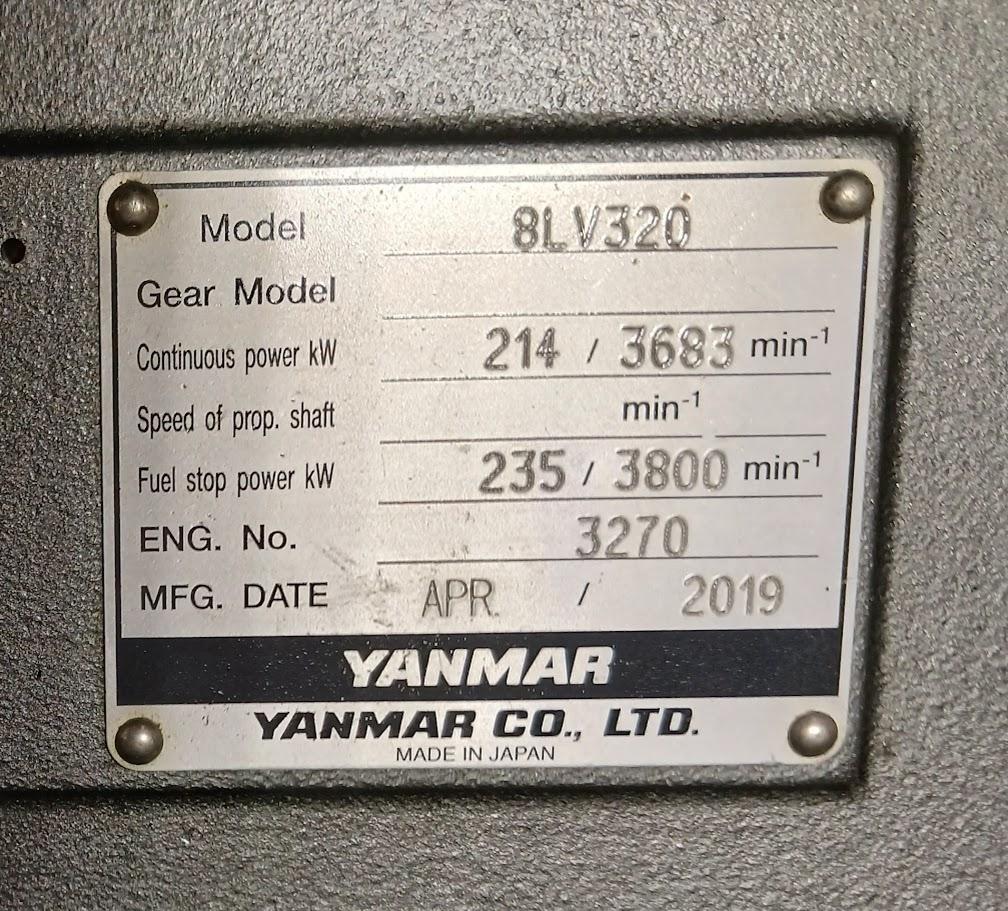 Model 8LV320
Gear Model
Continuous power kW 214 / 3683 min-1
Speed of prop. shaft min-1
Fuel stop power kW 235 / 3800 min-1
ENG. No. 3270
MFG. DATE APR. / 2019
YANMAR
YANMAR CO., LTD.
MADE IN JAPAN